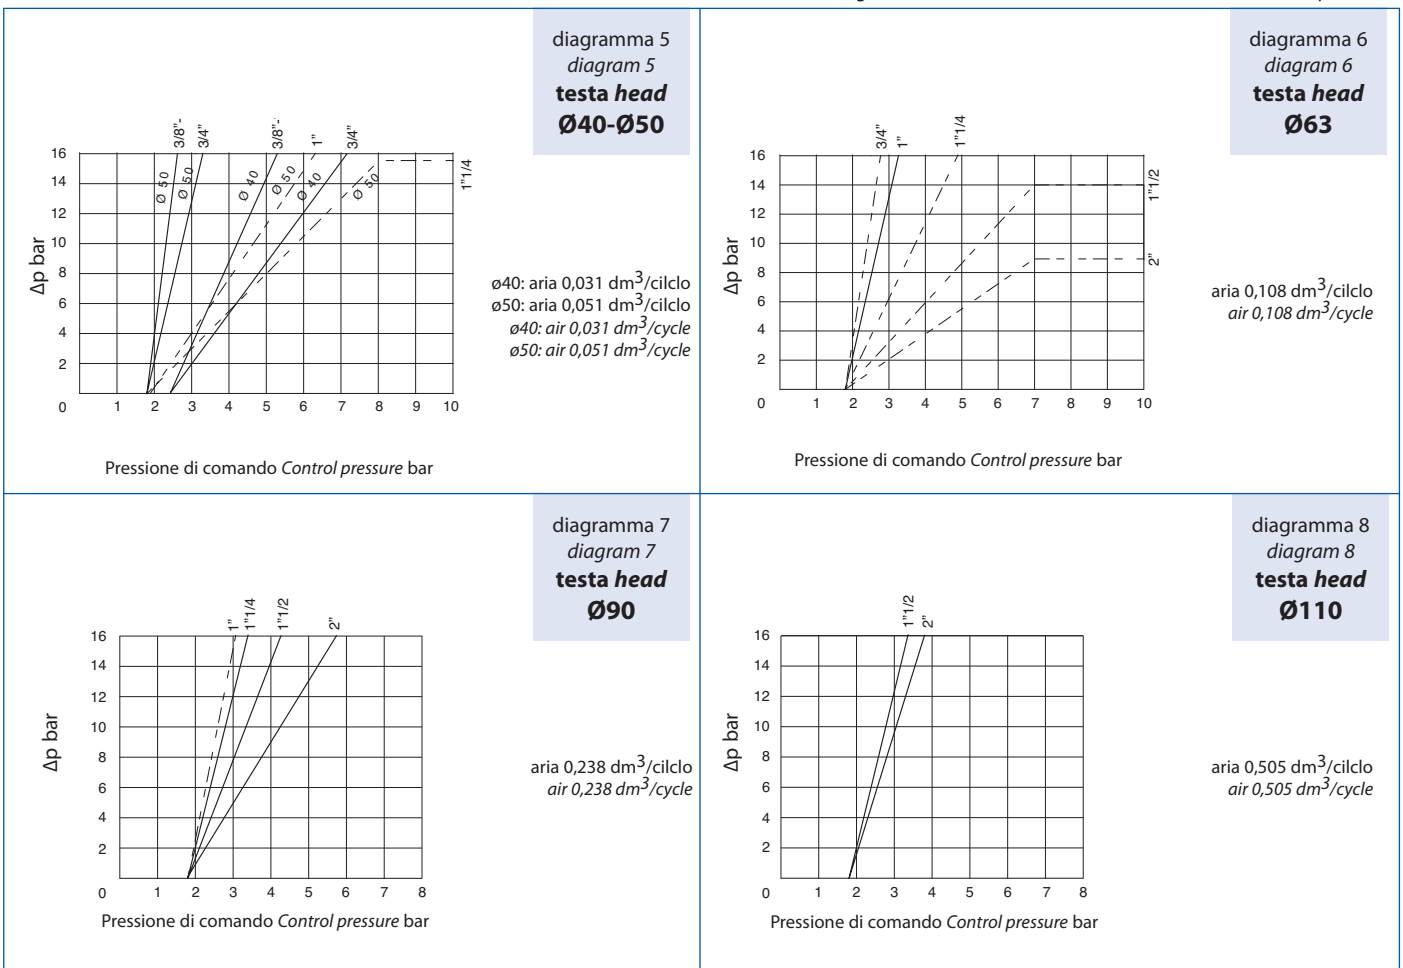 diagramma 5
diagram 5
testa head
Ø40-Ø50
3/8"-
3/4"
3/8"-
1"
3/4"
1"1/4
Ø 50
Ø 50
Ø 40
Ø 50
Ø 40
Ø 50
16
14
12
10
8
6
4
2
0 1 2 3 4 5 6 7 8 9 10
Δp bar
Pressione di comando Control pressure bar
ø40: aria 0,031 dm3/cilclo
ø50: aria 0,051 dm3/cilclo
ø40: air 0,031 dm3/cycle
ø50: air 0,051 dm3/cycle
diagramma 6
diagram 6
testa head
Ø63
3/4"
1"
1"1/4
1"1/2
2"
16
14
12
10
8
6
4
2
0 1 2 3 4 5 6 7 8 9 10
Δp bar
Pressione di comando Control pressure bar
aria 0,108 dm3/cilclo
air 0,108 dm3/cycle
diagramma 7
diagram 7
testa head
Ø90
1"
1"1/4
1"1/2
2"
16
14
12
10
8
6
4
2
0 1 2 3 4 5 6 7 8
Δp bar
Pressione di comando Control pressure bar
aria 0,238 dm3/cilclo
air 0,238 dm3/cycle
diagramma 8
diagram 8
testa head
Ø110
1"1/2
2"
16
14
12
10
8
6
4
2
0 1 2 3 4 5 6 7 8
Δp bar
Pressione di comando Control pressure bar
aria 0,505 dm3/cilclo
air 0,505 dm3/cycle